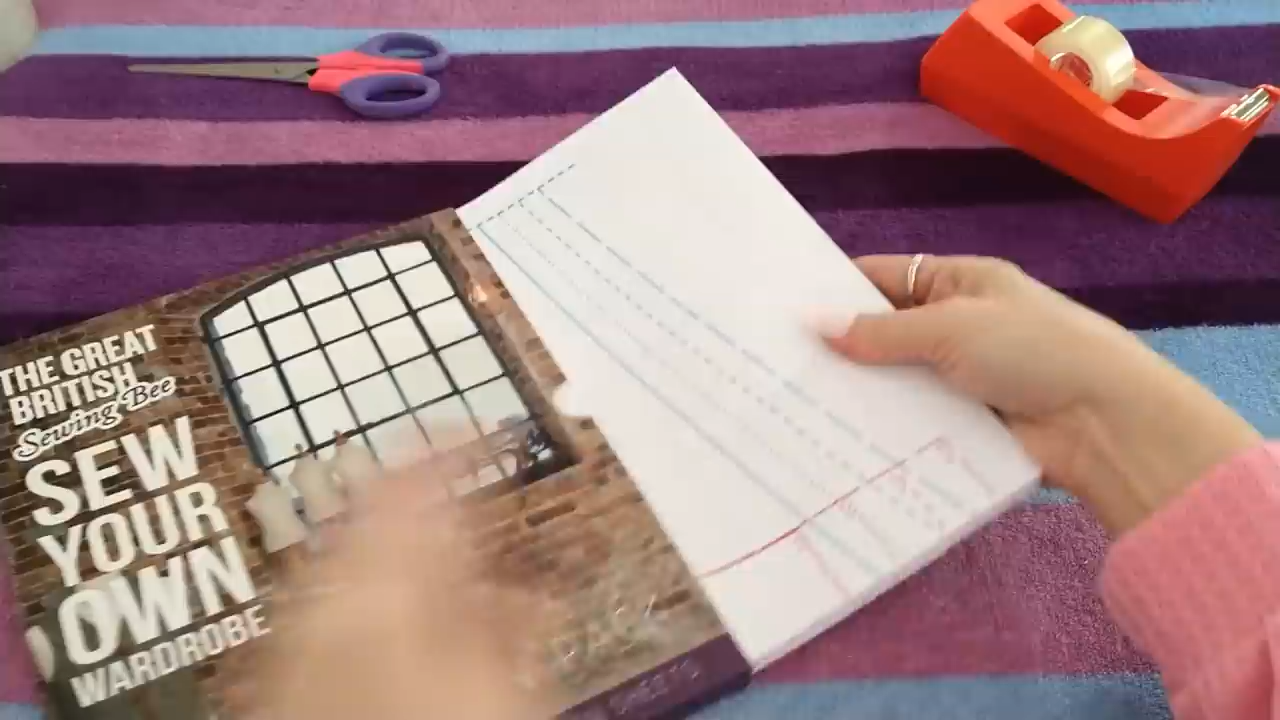 THE GREAT
BRITISH
Sewing Bee
SEW
YOUR
OWN
WARDROBE